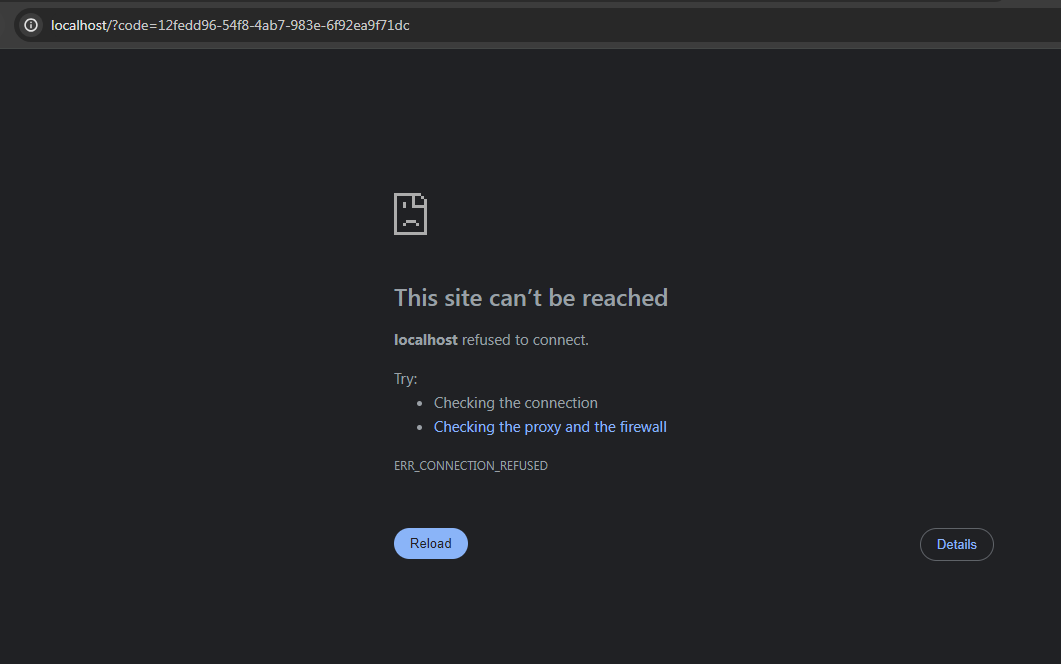 localhost/?code=12fedd96-54f8-4ab7-983e-6f92ea9f71dc
This site can’t be reached
localhost refused to connect.
Try:
• Checking the connection
• Checking the proxy and the firewall
ERR_CONNECTION_REFUSED
Reload
Details